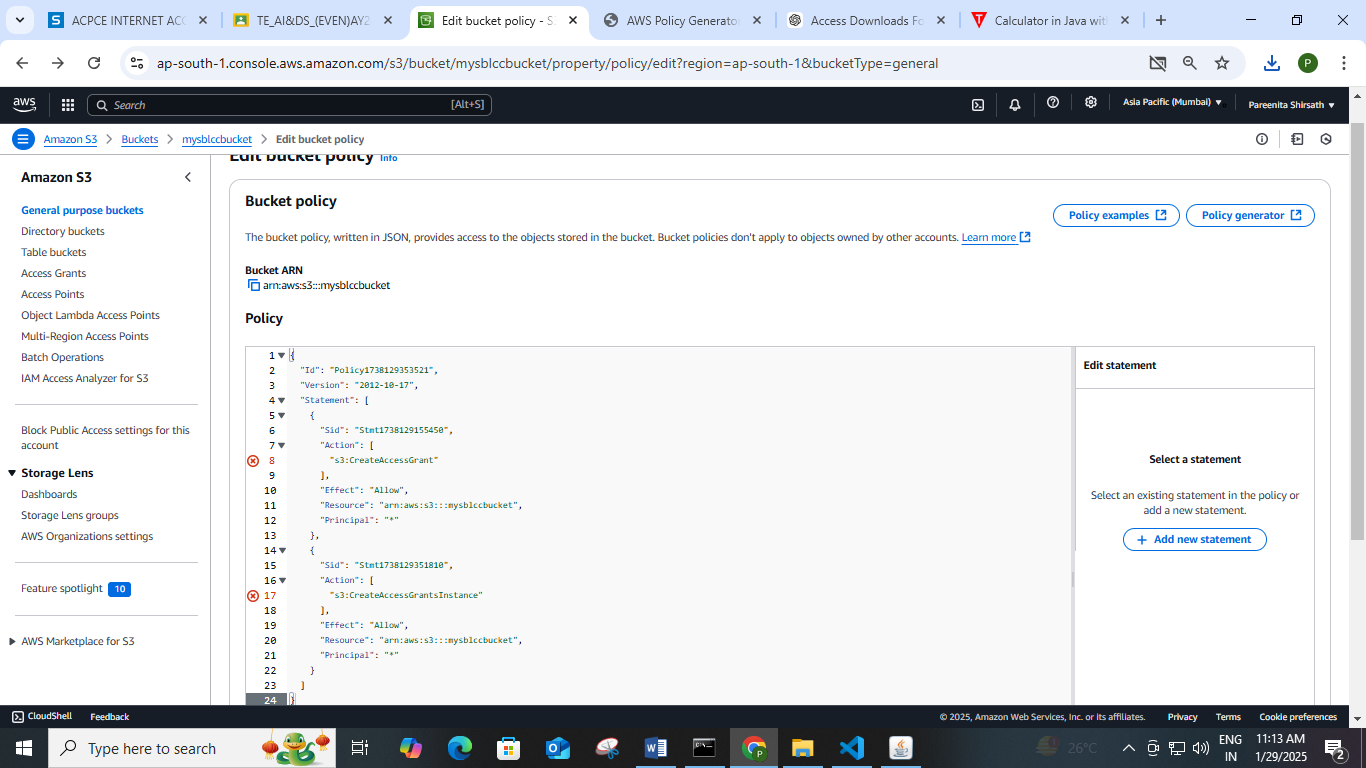 ACPCE INTERNET ACC
TE_AI&DS_(EVEN)AY2
Edit bucket policy - S3
AWS Policy Generator
Access Downloads Fo
Calculator in Java with
ap-south-1.console.aws.amazon.com/s3/bucket/mysblccbucket/property/policy/edit?region=ap-south-1&bucketType=general
P
aws
Search
[Alt+S]
Asia Pacific (Mumbai)
Pareenita Shirsath
Amazon S3
Buckets
mysblccbucket
Edit bucket policy
Amazon S3
General purpose buckets
Directory buckets
Table buckets
Access Grants
Access Points
Object Lambda Access Points
Multi-Region Access Points
Batch Operations
IAM Access Analyzer for S3
Block Public Access settings for this
account
Storage Lens
Dashboards
Storage Lens groups
AWS Organizations settings
Feature spotlight 10
AWS Marketplace for S3
Edit bucket policy Info
Bucket policy
Policy examples
Policy generator
The bucket policy, written in JSON, provides access to the objects stored in the bucket. Bucket policies don't apply to objects owned by other accounts. Learn more
Bucket ARN
arn:aws:s3:::mysblccbucket
Policy
1 {
2 "Id": "Policy1738129353521",
3 "Version": "2012-10-17",
4 "Statement": [
5 {
6 "Sid": "Stmt1738129155450",
7 "Action": [
8 "s3:CreateAccessGrant"
9 ],
10 "Effect": "Allow",
11 "Resource": "arn:aws:s3:::mysblccbucket",
12 "Principal": "*"
13 },
14 {
15 "Sid": "Stmt1738129351810",
16 "Action": [
17 "s3:CreateAccessGrantsInstance"
18 ],
19 "Effect": "Allow",
20 "Resource": "arn:aws:s3:::mysblccbucket",
21 "Principal": "*"
22 }
23 ]
24 }
Edit statement
Select a statement
Select an existing statement in the policy or
add a new statement.
+ Add new statement
CloudShell
Feedback
© 2025, Amazon Web Services, Inc. or its affiliates.
Privacy
Terms
Cookie preferences
Type here to search
26°C
ENG
IN
11:13 AM
1/29/2025
2